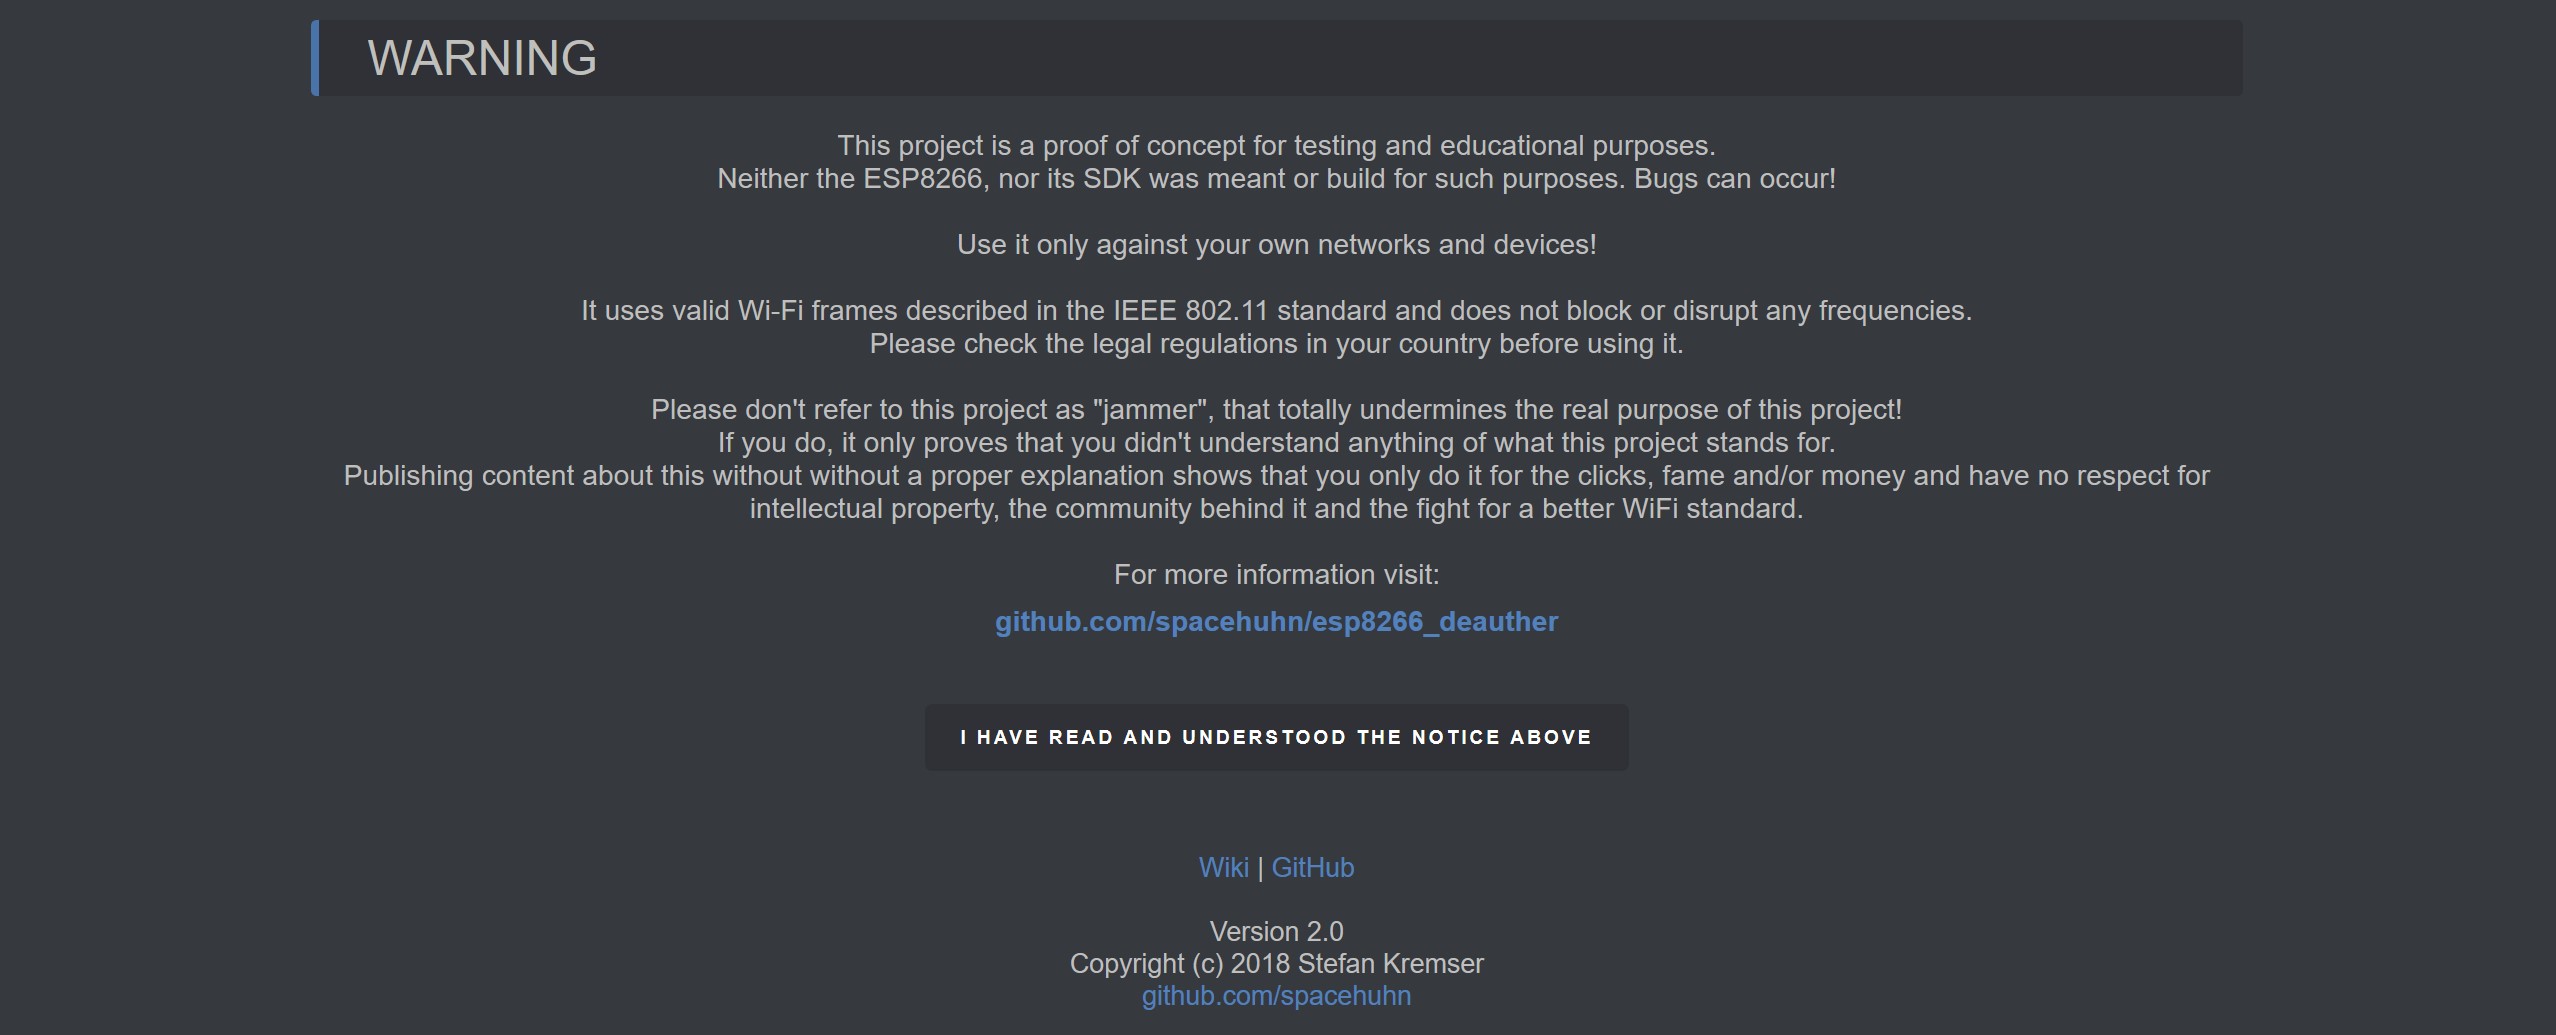 WARNING
This project is a proof of concept for testing and educational purposes.
Neither the ESP8266, nor its SDK was meant or build for such purposes. Bugs can occur!
Use it only against your own networks and devices!
It uses valid Wi-Fi frames described in the IEEE 802.11 standard and does not block or disrupt any frequencies.
Please check the legal regulations in your country before using it.
Please don't refer to this project as "jammer", that totally undermines the real purpose of this project!
If you do, it only proves that you didn't understand anything of what this project stands for.
Publishing content about this without without a proper explanation shows that you only do it for the clicks, fame and/or money and have no respect for
intellectual property, the community behind it and the fight for a better WiFi standard.
For more information visit:
github.com/spacehuhn/esp8266_deauther
I HAVE READ AND UNDERSTOOD THE NOTICE ABOVE
Wiki | GitHub
Version 2.0
Copyright (c) 2018 Stefan Kremser
github.com/spacehuhn